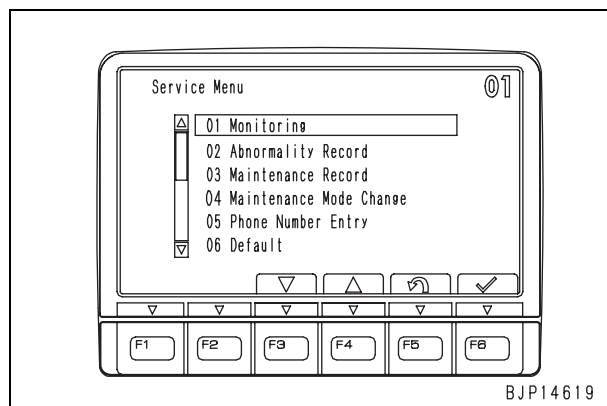 Service Menu 01
01 Monitoring
02 Abnormality Record
03 Maintenance Record
04 Maintenance Mode Change
05 Phone Number Entry
06 Default
F1 F2 F3 F4 F5 F6
BJP14619